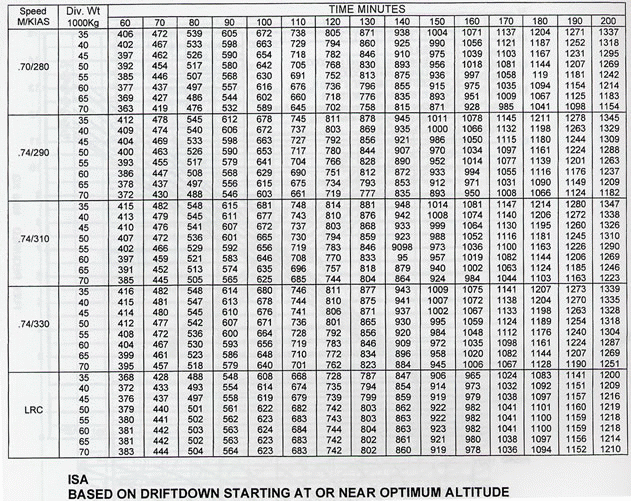 Speed Div. Wt TIME MINUTES
M/KIAS 1000Kg 60 70 80 90 100 110 120 130 140 150 160 170 180 190 200
35 406 472 539 605 672 738 805 871 938 1004 1071 1137 1204 1271 1337
40 402 467 533 598 663 729 794 860 925 990 1056 1121 1187 1252 1318
45 397 462 526 590 654 718 782 846 910 975 1039 1103 1167 1231 1295
.70/280 50 392 454 517 580 642 705 768 830 893 956 1018 1081 1144 1207 1269
55 385 446 507 568 630 691 752 813 875 936 997 1058 119 1181 1242
60 377 437 497 557 616 676 736 796 855 915 975 1035 1094 1154 1214
65 369 427 486 544 602 660 718 776 835 893 951 1009 1067 1125 1183
70 363 419 476 532 589 645 702 758 815 871 928 985 1041 1098 1154
35 412 478 545 612 678 745 811 878 945 1011 1078 1145 1211 1278 1345
40 409 474 540 606 672 737 803 869 935 1000 1066 1132 1198 1263 1329
45 404 469 533 598 663 727 792 856 921 986 1050 1115 1180 1244 1309
.74/290 50 400 463 526 590 653 717 780 844 907 970 1034 1097 1161 1224 1288
55 393 455 517 579 641 704 766 828 890 952 1014 1077 1139 1201 1263
60 386 447 508 568 629 690 751 812 872 933 994 1055 1116 1176 1237
65 378 437 497 556 615 675 734 793 853 912 971 1031 1090 1149 1209
70 372 430 488 546 603 661 719 777 835 893 950 1008 1066 1124 1182
35 415 482 548 615 681 748 814 881 948 1014 1081 1147 1214 1280 1347
40 413 479 545 611 677 743 810 876 942 1008 1074 1140 1206 1272 1338
45 410 476 541 607 672 737 803 868 933 999 1064 1130 1195 1260 1326
.74/310 50 407 472 536 601 665 730 794 859 923 988 1052 1116 1181 1245 1310
55 402 466 529 592 656 719 783 846 9098 973 1036 1100 1163 1226 1290
60 397 459 521 583 646 708 770 833 95 957 1019 1082 1144 1206 1269
65 391 452 513 574 635 696 757 818 879 940 1002 1063 1124 1185 1246
70 385 445 505 565 625 685 744 804 864 924 984 1044 1103 1163 1223
35 416 482 548 614 680 746 811 877 943 1009 1075 1141 1207 1273 1339
40 415 481 547 613 678 744 810 875 941 1007 1072 1138 1204 1270 1335
45 414 480 545 610 676 741 806 871 937 1002 1067 1133 1198 1263 1328
.74/330 50 412 477 542 607 671 736 801 865 930 995 1059 1124 1189 1254 1318
55 408 472 536 600 664 728 792 856 920 984 1048 1112 1176 1240 1304
60 404 467 530 593 656 719 783 846 909 972 1035 1098 1161 1224 1287
65 399 461 523 586 648 710 772 834 896 958 1020 1082 1144 1207 1269
70 395 457 518 579 640 701 762 823 884 945 1006 1067 1128 1190 1251
35 368 428 488 548 608 668 728 787 847 906 965 1024 1083 1141 1200
40 372 433 493 554 614 674 735 794 854 914 973 1032 1092 1151 1209
45 376 437 497 558 619 679 739 799 859 919 979 1038 1097 1157 1216
LRC 50 379 440 501 561 622 682 742 803 862 922 982 1041 1101 1160 1219
55 380 441 502 562 623 683 743 803 862 922 982 1041 1100 1159 1218
60 381 442 503 563 624 684 744 804 863 923 982 1041 1100 1159 1218
65 381 442 502 563 623 682 742 802 861 921 980 1038 1097 1156 1214
70 383 444 504 564 623 683 742 802 860 919 978 1036 1094 1152 1210
ISA
BASED ON DRIFTDOWN STARTING AT OR NEAR OPTIMUM ALTITUDE